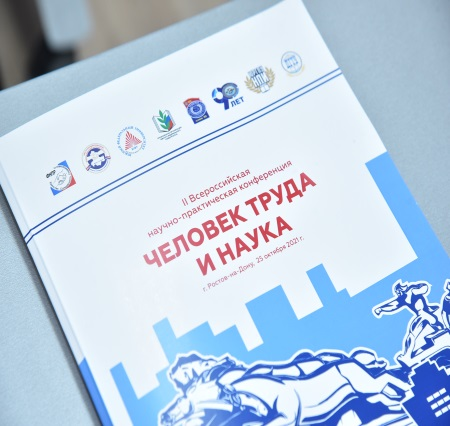 ЛЕТ
II Всероссийская
научно-практическая конференция
ЧЕЛОВЕК ТРУДА
И НАУКА
г. Ростов-на-Дону, 25 октября 2021 г.